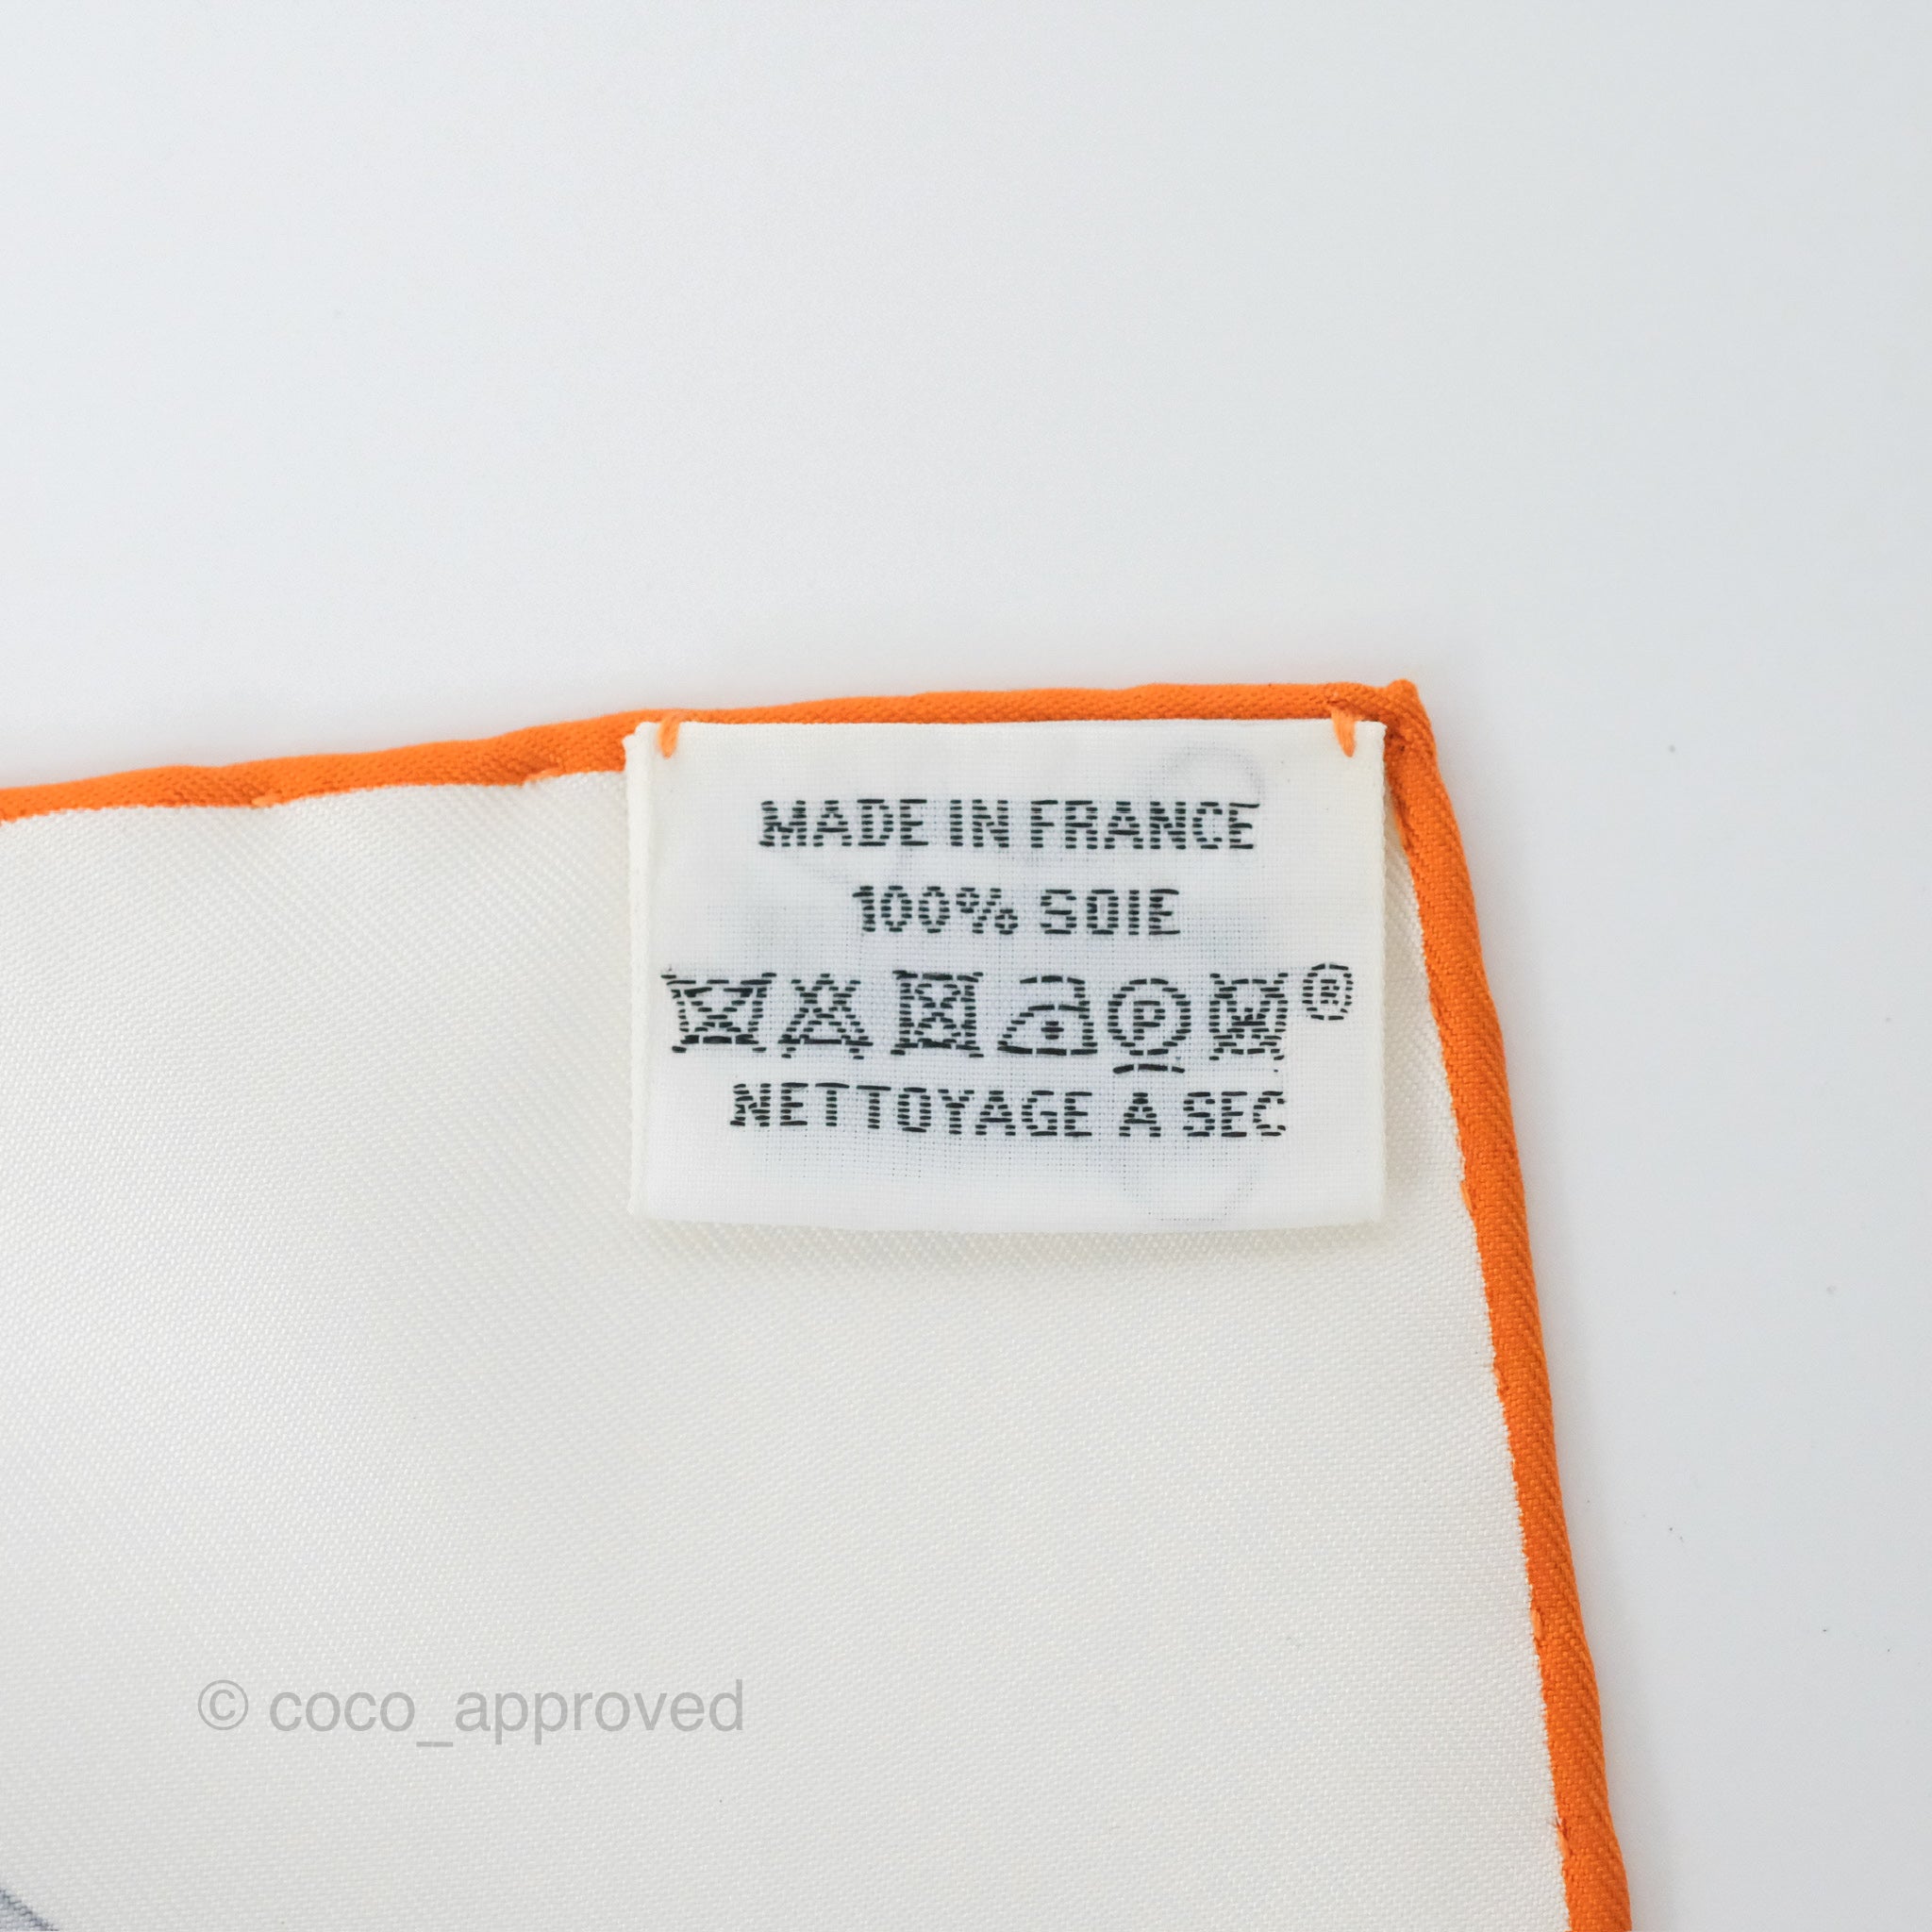 MADE IN FRANCE
100% SOIE
®
NETTOYAGE A SEC
© coco_approved